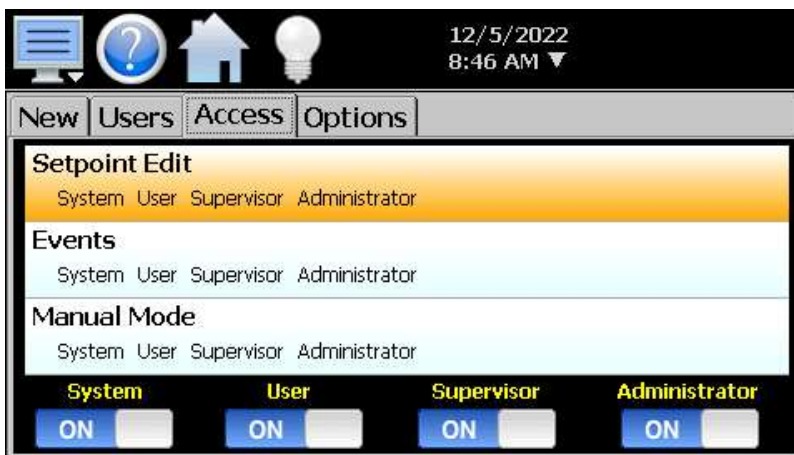 ?
12/5/2022
8:46 AM ▼
New Users Access Options
Setpoint Edit
System User Supervisor Administrator
Events
System User Supervisor Administrator
Manual Mode
System User Supervisor Administrator
System User Supervisor Administrator
ON ON ON ON